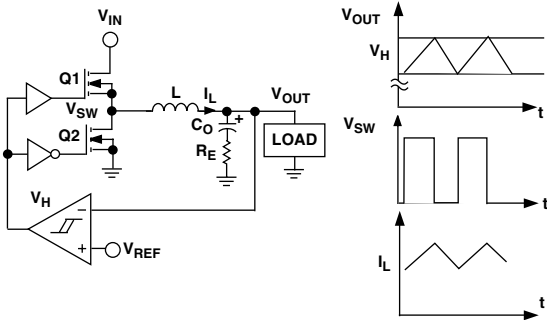 VIN
Q1
VSW
Q2
L
IL
VOUT
CO
+
RE
LOAD
VH
−
+
VREF
VOUT
VH
t
VSW
t
IL
t